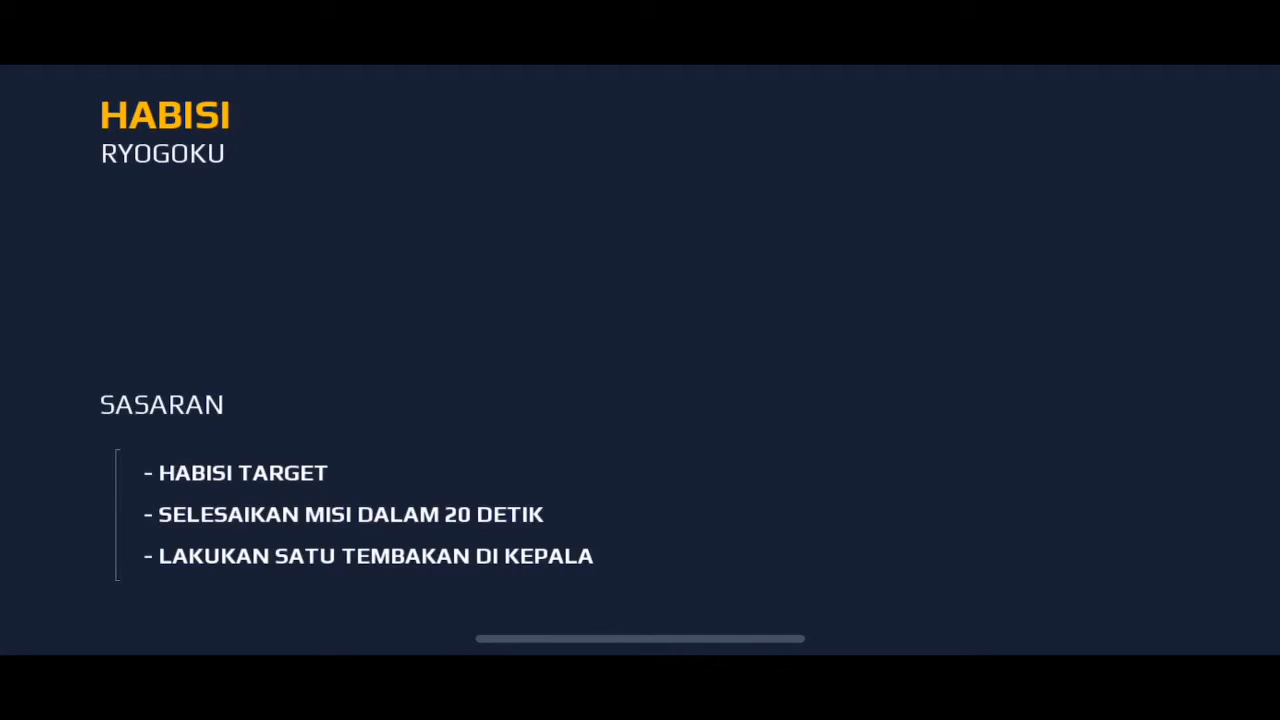 HABISI
RYOGOKU
SASARAN
- HABISI TARGET
- SELESAIKAN MISI DALAM 20 DETIK
- LAKUKAN SATU TEMBAKAN DI KEPALA